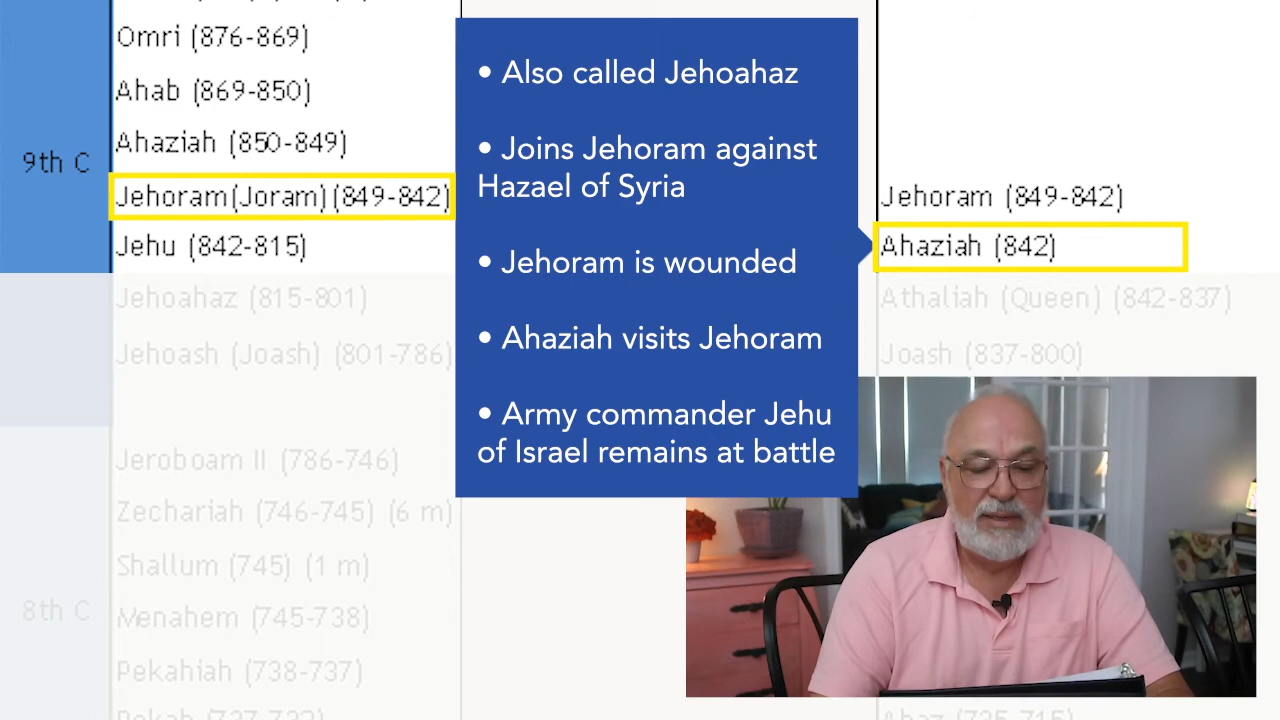 Omri (876-869)
Ahab (869-850)
Ahaziah (850-849)
9th C
Jehoram(Joram)(849-842)
Jehu (842-815)
Jehoahaz (815-801)
Jehoash (Joash) (801-786)
Jeroboam II (786-746)
Zechariah (746-745) (6 m)
Shallum (745) (1 m)
8th C
Menahem (745-738)
Pekahiah (738-737)
• Also called Jehoahaz
• Joins Jehoram against
Hazael of Syria
• Jehoram is wounded
• Ahaziah visits Jehoram
• Army commander Jehu
of Israel remains at battle
Jehoram (849-842)
Ahaziah (842)
Athaliah (Queen) (842-837)
Joash (837-800)